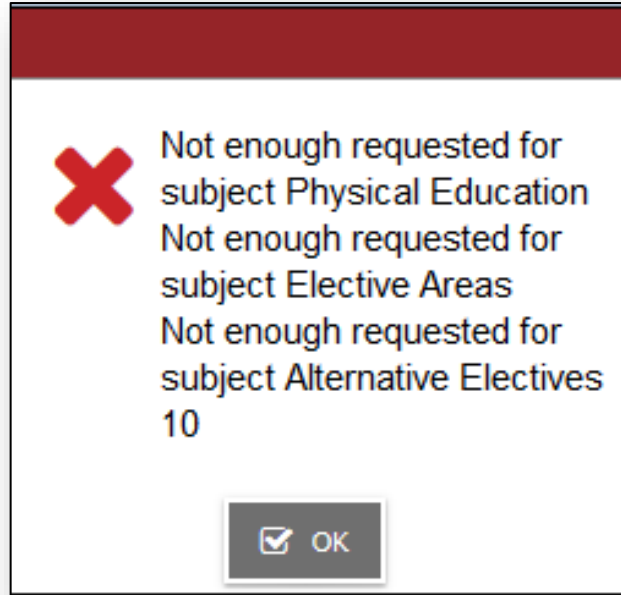 Not enough requested for
subject Physical Education
Not enough requested for
subject Elective Areas
Not enough requested for
subject Alternative Electives
10
OK